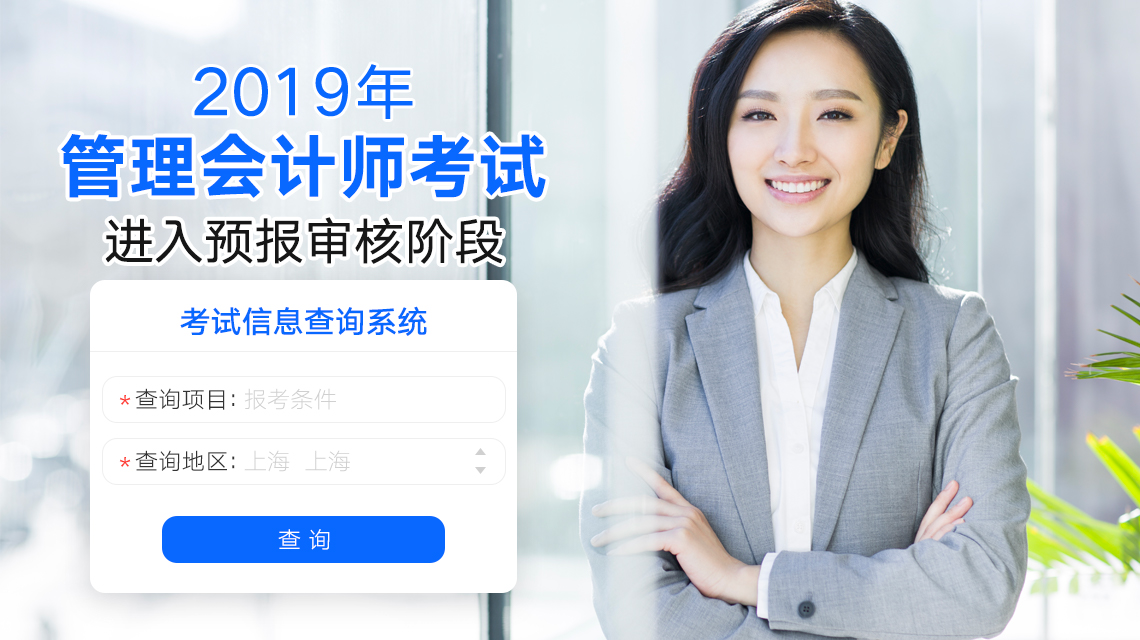 2019年
管理会计师考试
进入预报审核阶段
考试信息查询系统
*查询项目：报考条件
*查询地区：上海 上海
查询